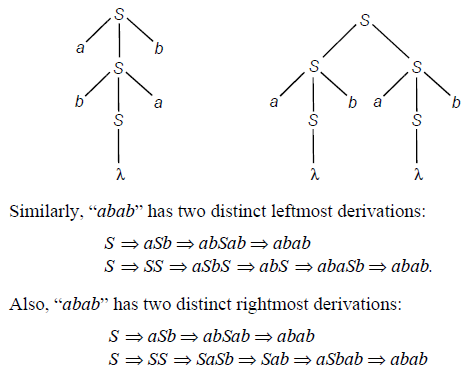 S S
a b
S S S
b a a b a b
S S S
λ λ λ
Similarly, “abab” has two distinct leftmost derivations:
S ⇒ aSb ⇒ abSab ⇒ abab
S ⇒ SS ⇒ aSbS ⇒ abS ⇒ abaSb ⇒ abab.
Also, “abab” has two distinct rightmost derivations:
S ⇒ aSb ⇒ abSab ⇒ abab
S ⇒ SS ⇒ SaSb ⇒ Sab ⇒ aSbab ⇒ abab